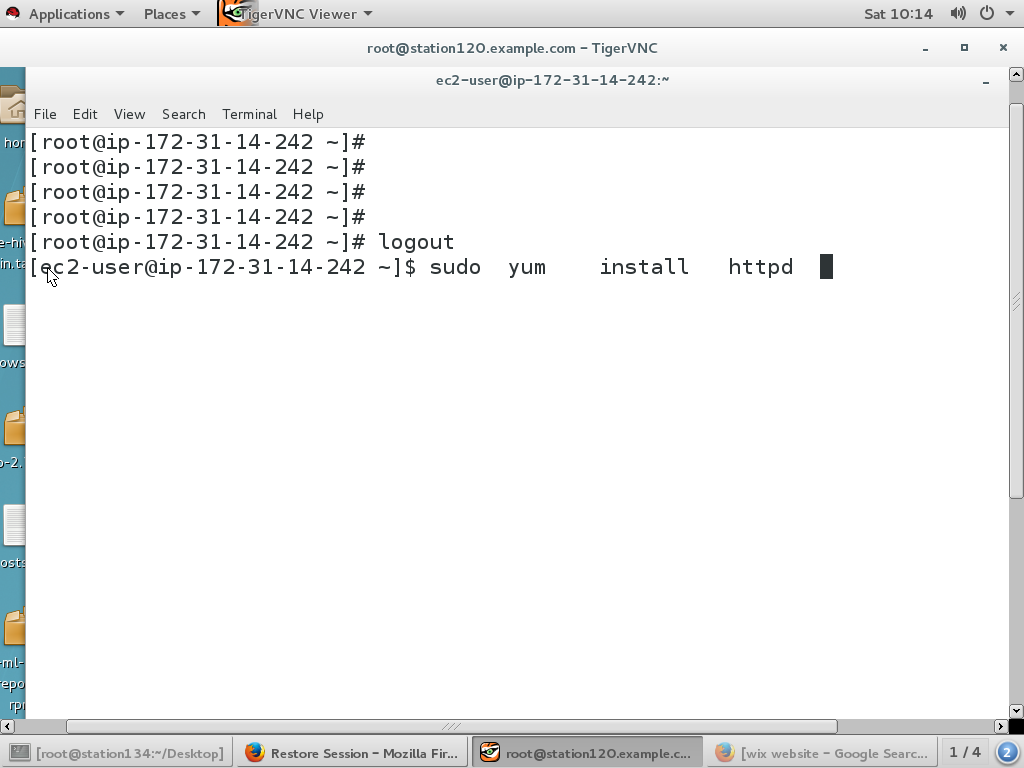 Applications Places TigerVNC Viewer Sat 10:14
root@station120.example.com – TigerVNC
ec2-user@ip-172-31-14-242:~
File Edit View Search Terminal Help
[root@ip-172-31-14-242 ~]#
[root@ip-172-31-14-242 ~]#
[root@ip-172-31-14-242 ~]#
[root@ip-172-31-14-242 ~]#
[root@ip-172-31-14-242 ~]# logout
[ec2-user@ip-172-31-14-242 ~]$ sudo  yum    install   httpd
hor
e-hiv
in.ta
ows
o-2.
osts
-ml-
repo
rpi
[root@station134:~/Desktop] Restore Session – Mozilla Fir... root@station120.example.c... [wix website – Google Searc... 1 / 4 2